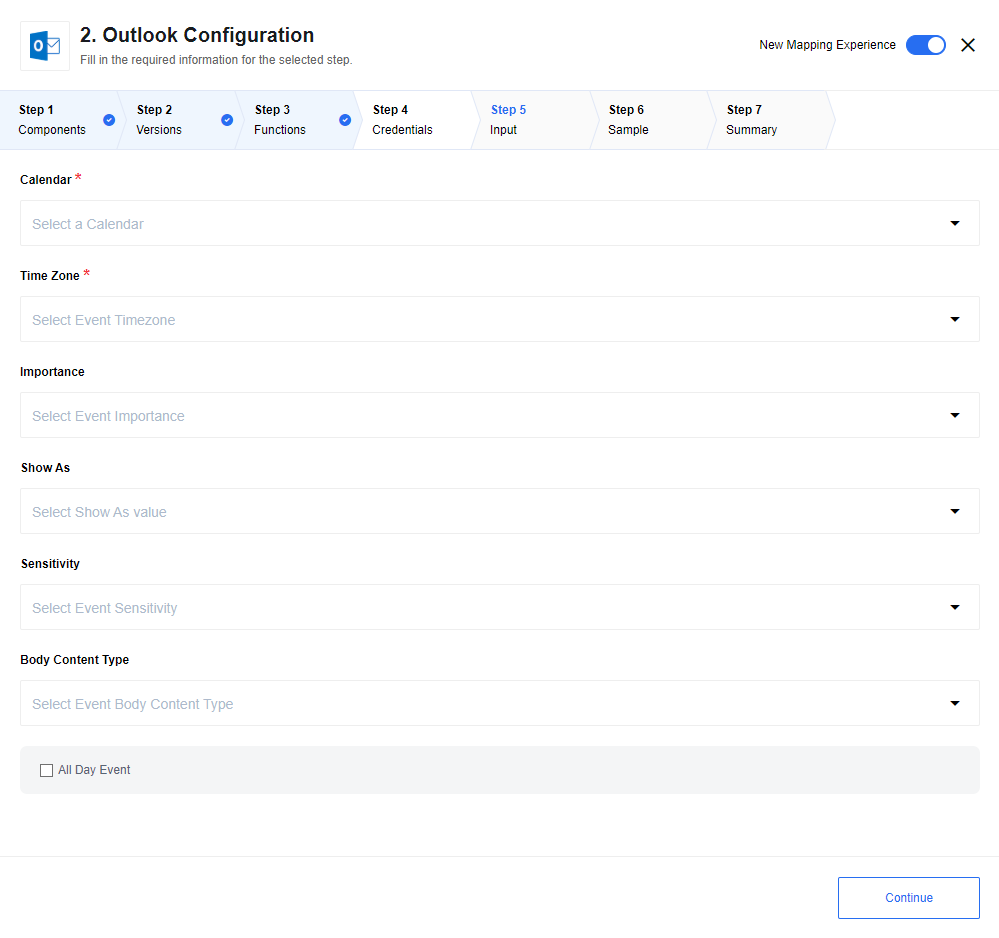 2. Outlook Configuration
Fill in the required information for the selected step.
New Mapping Experience
Step 1
Components
Step 2
Versions
Step 3
Functions
Step 4
Credentials
Step 5
Input
Step 6
Sample
Step 7
Summary
Calendar *
Select a Calendar
Time Zone *
Select Event Timezone
Importance
Select Event Importance
Show As
Select Show As value
Sensitivity
Select Event Sensitivity
Body Content Type
Select Event Body Content Type
All Day Event
Continue